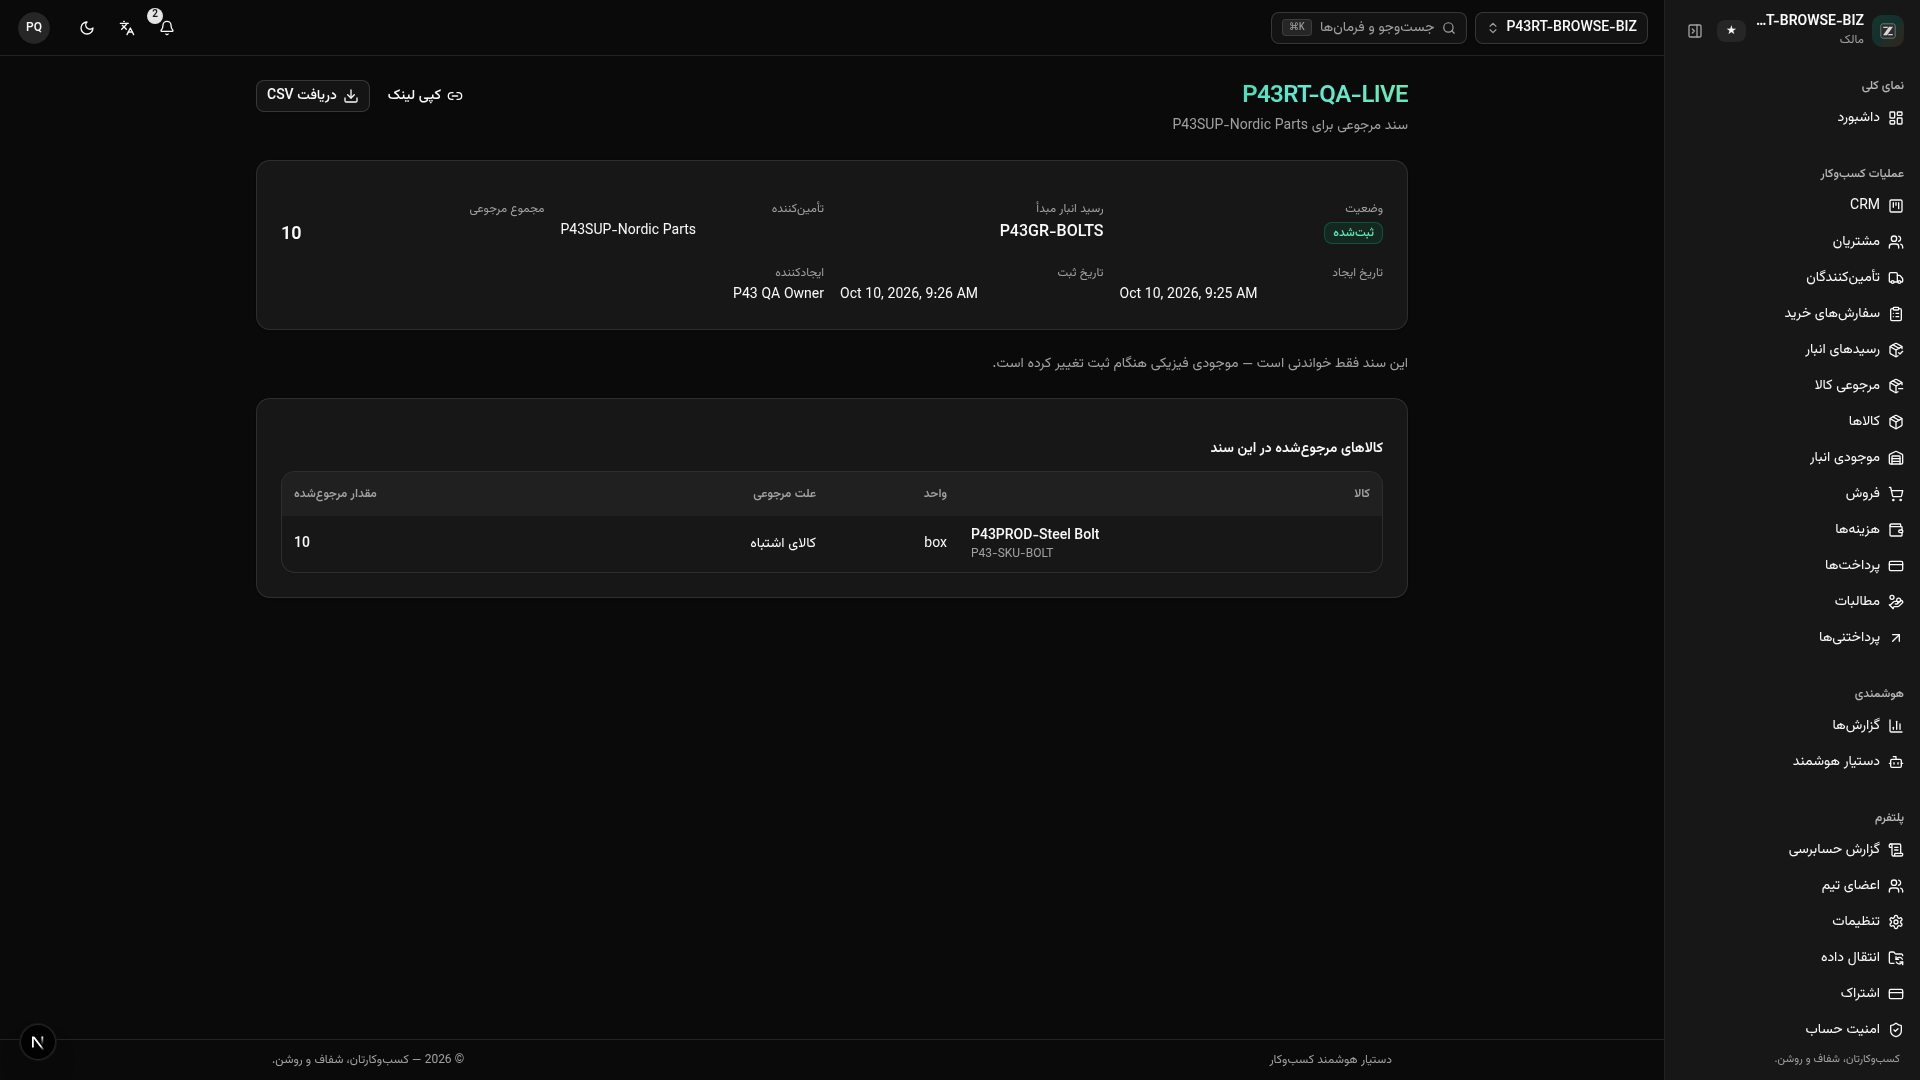 ...T-BROWSE-BIZ
مالک
★
نمای کلی
داشبورد
عملیات کسب‌وکار
CRM
مشتریان
تأمین‌کنندگان
سفارش‌های خرید
رسیدهای انبار
مرجوعی کالا
کالاها
موجودی انبار
فروش
هزینه‌ها
پرداخت‌ها
مطالبات
پرداختنی‌ها
هوشمندی
گزارش‌ها
دستیار هوشمند
پلتفرم
گزارش حسابرسی
اعضای تیم
تنظیمات
انتقال داده
اشتراک
امنیت حساب
کسب‌وکارتان، شفاف و روشن.
P43RT-BROWSE-BIZ
جست‌وجو و فرمان‌ها ⌘K
2
PQ
P43RT-QA-LIVE
سند مرجوعی برای P43SUP-Nordic Parts
کپی لینک
دریافت CSV
وضعیت
ثبت‌شده
رسید انبار مبدأ
P43GR-BOLTS
تأمین‌کننده
P43SUP-Nordic Parts
مجموع مرجوعی
10
تاریخ ایجاد
Oct 10, 2026, 9:25 AM
تاریخ ثبت
Oct 10, 2026, 9:26 AM
ایجادکننده
P43 QA Owner
این سند فقط خواندنی است — موجودی فیزیکی هنگام ثبت تغییر کرده است.
کالاهای مرجوع‌شده در این سند
کالا واحد علت مرجوعی مقدار مرجوع‌شده
P43PROD-Steel Bolt
P43-SKU-BOLT
box
کالای اشتباه
10
دستیار هوشمند کسب‌وکار
© 2026 — کسب‌وکارتان، شفاف و روشن.
N